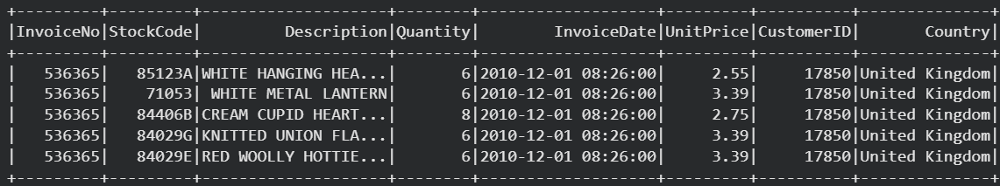 +---------+---------+--------------------+--------+-------------------+---------+----------+--------------+
|InvoiceNo|StockCode|         Description|Quantity|        InvoiceDate|UnitPrice|CustomerID|       Country|
+---------+---------+--------------------+--------+-------------------+---------+----------+--------------+
|   536365|   85123A|WHITE HANGING HEA...|       6|2010-12-01 08:26:00|     2.55|     17850|United Kingdom|
|   536365|    71053| WHITE METAL LANTERN|       6|2010-12-01 08:26:00|     3.39|     17850|United Kingdom|
|   536365|   84406B|CREAM CUPID HEART...|       8|2010-12-01 08:26:00|     2.75|     17850|United Kingdom|
|   536365|   84029G|KNITTED UNION FLA...|       6|2010-12-01 08:26:00|     3.39|     17850|United Kingdom|
|   536365|   84029E|RED WOOLLY HOTTIE...|       6|2010-12-01 08:26:00|     3.39|     17850|United Kingdom|
+---------+---------+--------------------+--------+-------------------+---------+----------+--------------+